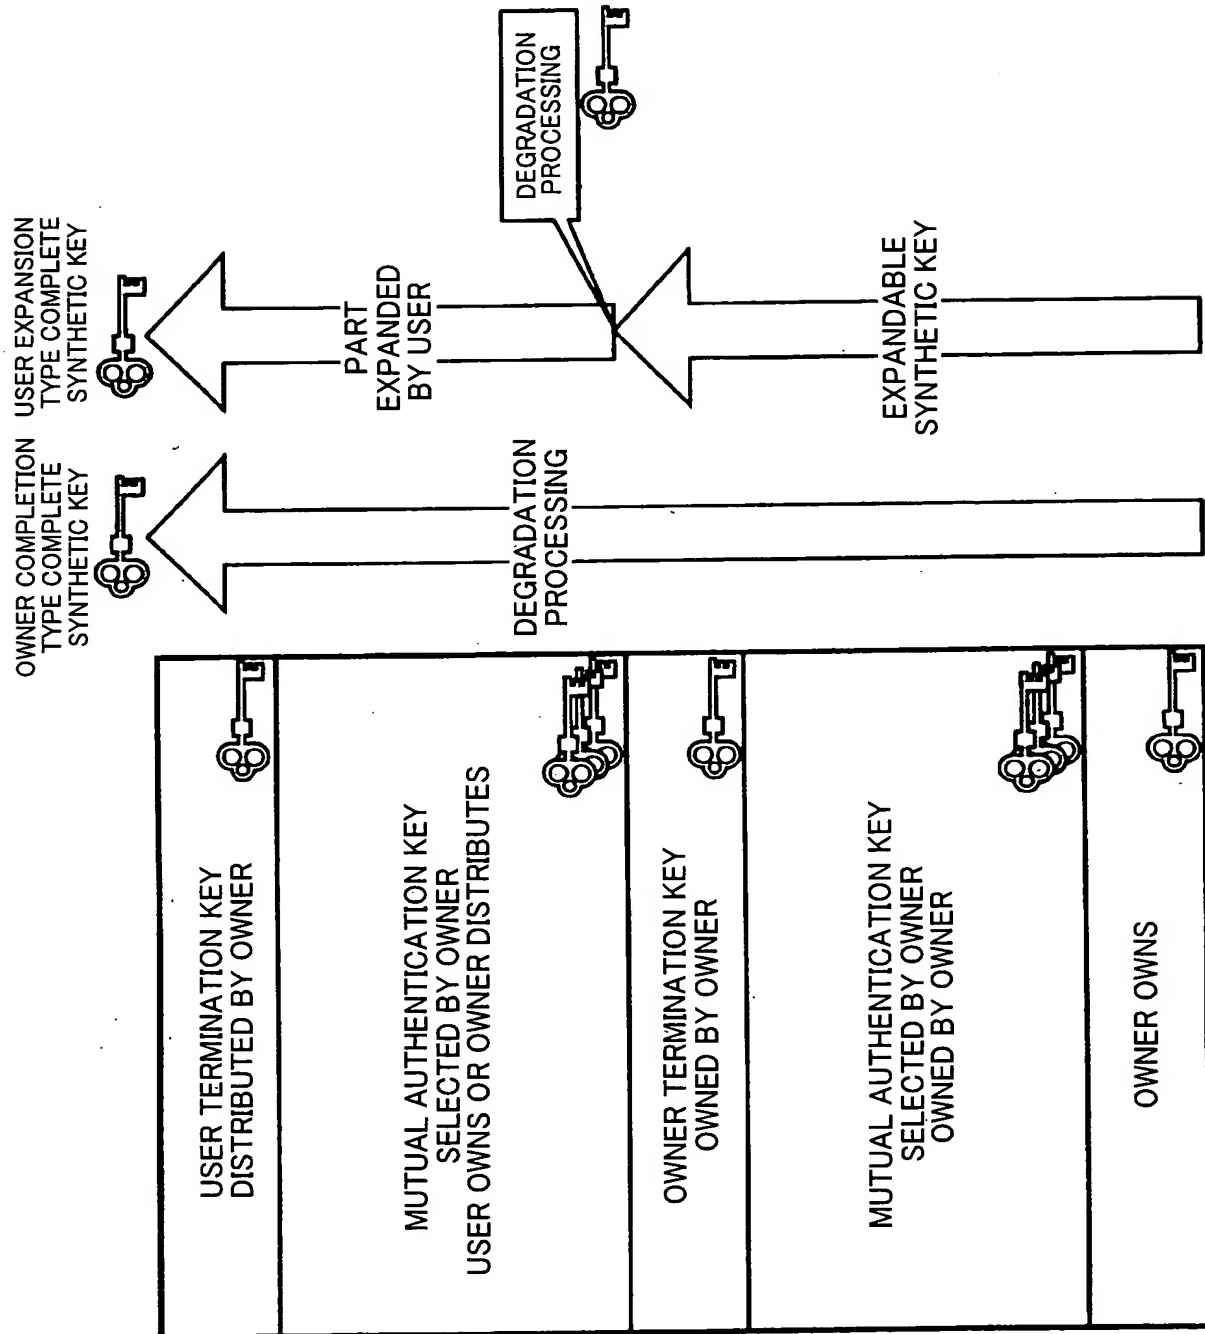 OWNER COMPLETION
TYPE COMPLETE
SYNTHETIC KEY
USER EXPANSION
TYPE COMPLETE
SYNTHETIC KEY
USER TERMINATION KEY
DISTRIBUTED BY OWNER
MUTUAL AUTHENTICATION KEY
SELECTED BY OWNER
USER OWNS OR OWNER DISTRIBUTES
OWNER TERMINATION KEY
OWNED BY OWNER
MUTUAL AUTHENTICATION KEY
SELECTED BY OWNER
OWNED BY OWNER
OWNER OWNS
DEGRADATION
PROCESSING
PART
EXPANDED
BY USER
DEGRADATION
PROCESSING
EXPANDABLE
SYNTHETIC KEY